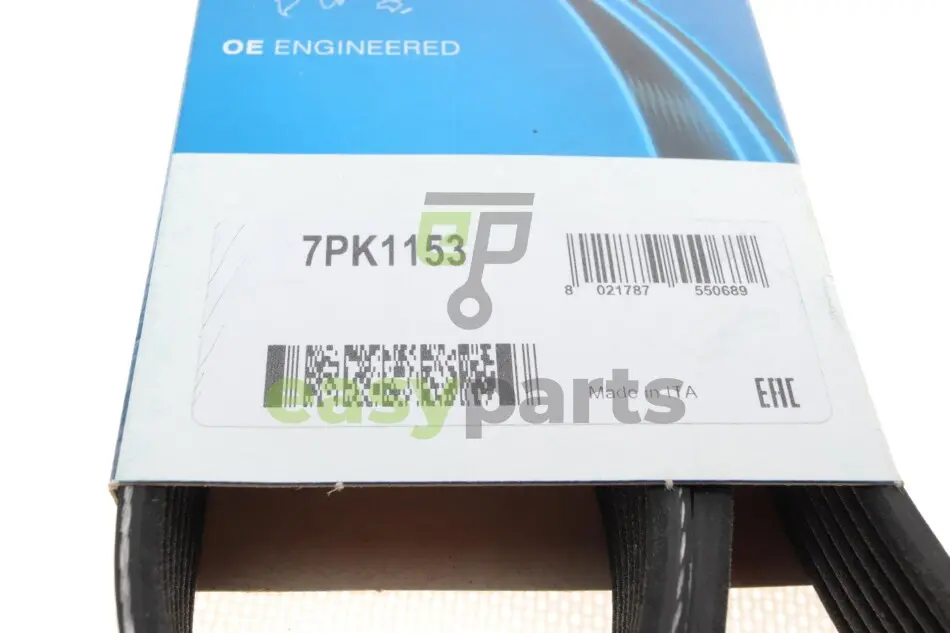 OE ENGINEERED
7PK1153
8 021787 550689
easyparts
Made in ITA
EAC